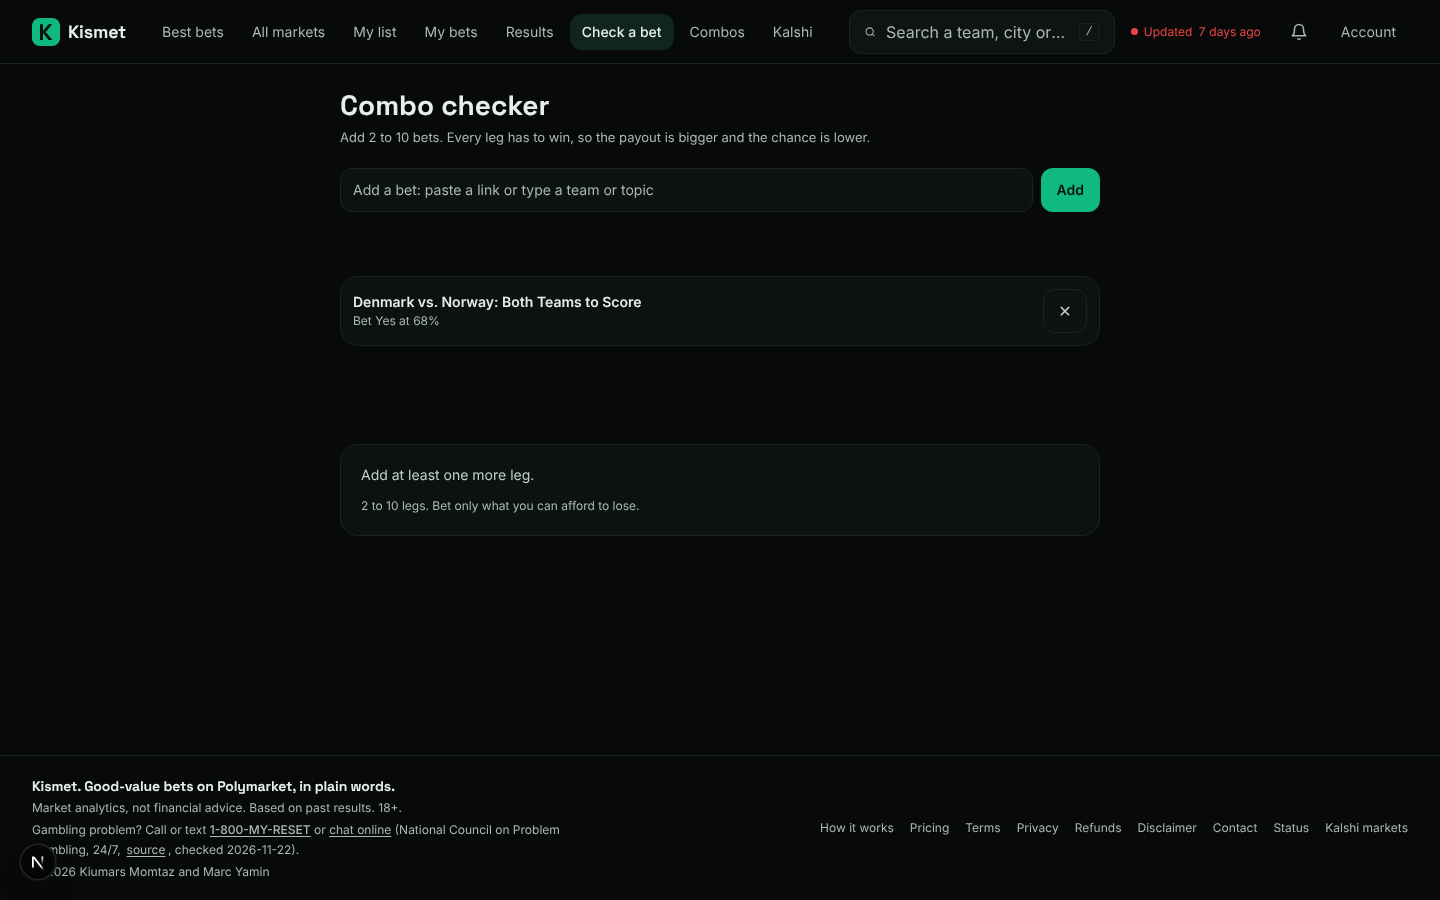 K Kismet Best bets All markets My list My bets Results Check a bet Combos Kalshi Search a team, city or... / Updated 7 days ago Account
Combo checker
Add 2 to 10 bets. Every leg has to win, so the payout is bigger and the chance is lower.
Add a bet: paste a link or type a team or topic Add
Denmark vs. Norway: Both Teams to Score
Bet Yes at 68%
Add at least one more leg.
2 to 10 legs. Bet only what you can afford to lose.
Kismet. Good-value bets on Polymarket, in plain words.
Market analytics, not financial advice. Based on past results. 18+.
Gambling problem? Call or text 1-800-MY-RESET or chat online (National Council on Problem
mbling, 24/7, source , checked 2026-11-22).
026 Kiumars Momtaz and Marc Yamin
How it works Pricing Terms Privacy Refunds Disclaimer Contact Status Kalshi markets
N